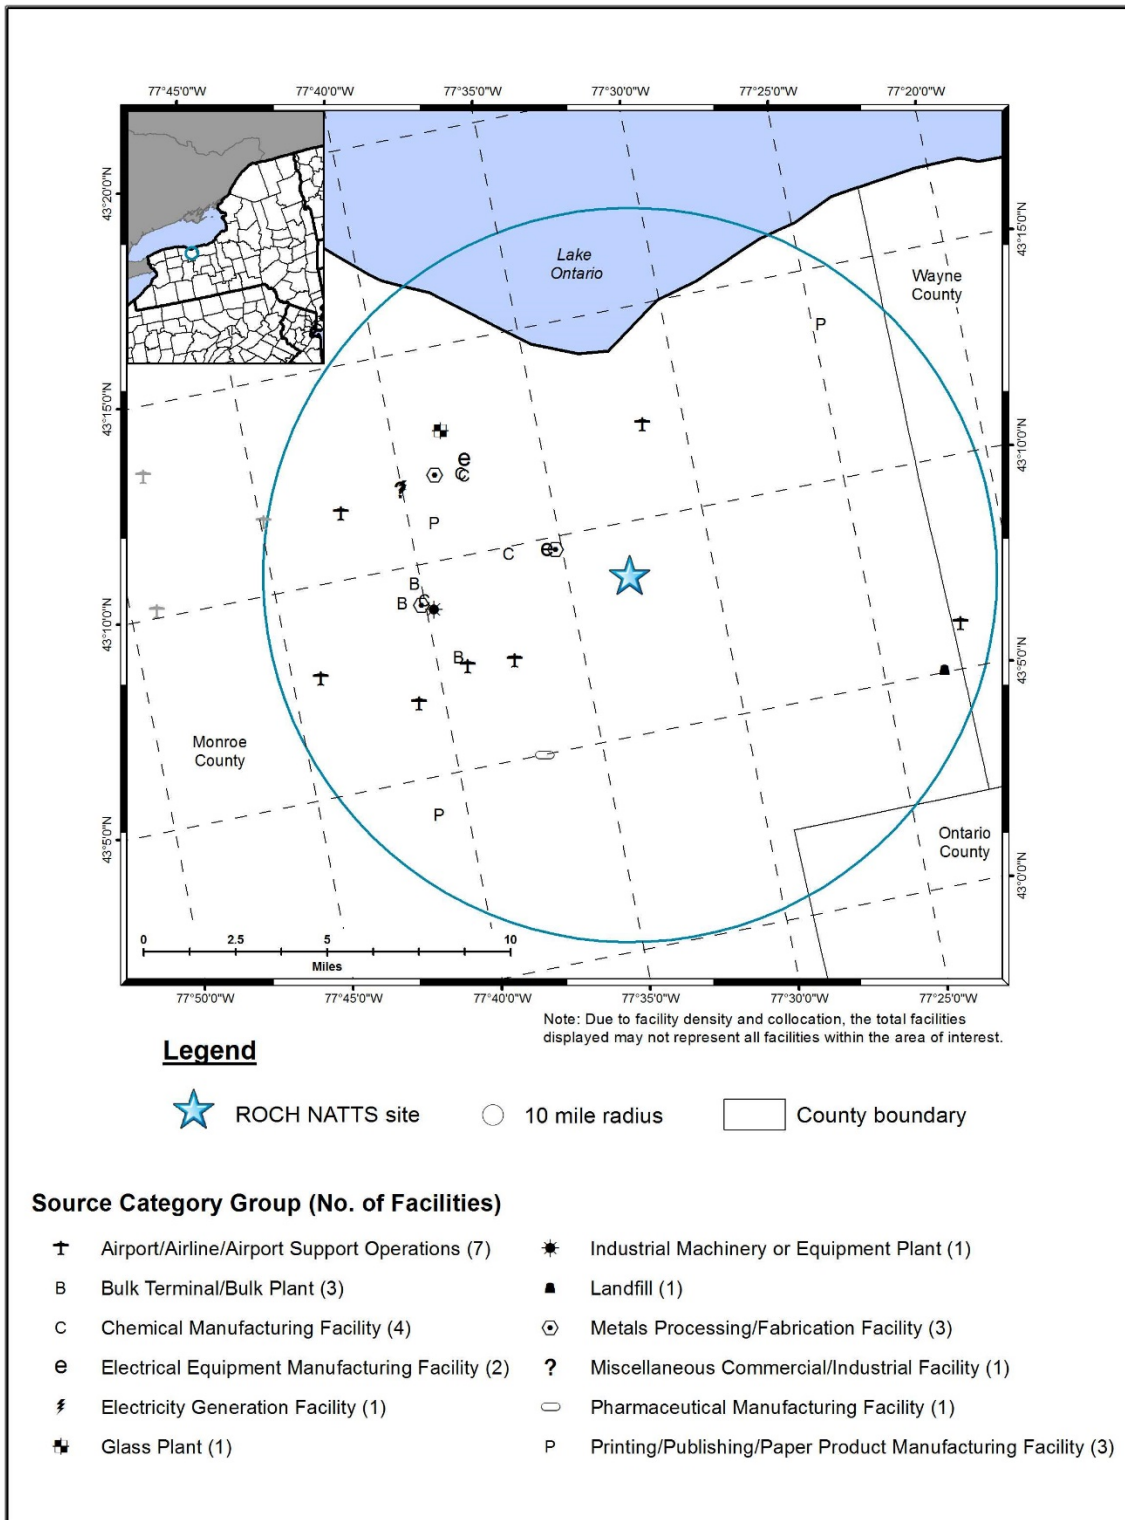 77°45'0"W 77°40'0"W 77°35'0"W 77°30'0"W 77°25'0"W 77°20'0"W
43°20'0"N
43°15'0"N
43°10'0"N
43°5'0"N
43°15'0"N
43°10'0"N
43°5'0"N
43°0'0"N
Lake
Ontario
Wayne
County
P
e
C
C
?
P
C
e
B
C
B
B
Monroe
County
P
Ontario
County
0 2.5 5 10
Miles
77°50'0"W 77°45'0"W 77°40'0"W 77°35'0"W 77°30'0"W 77°25'0"W
Note: Due to facility density and collocation, the total facilities
displayed may not represent all facilities within the area of interest.
Legend
ROCH NATTS site 10 mile radius County boundary
Source Category Group (No. of Facilities)
Airport/Airline/Airport Support Operations (7)
B Bulk Terminal/Bulk Plant (3)
C Chemical Manufacturing Facility (4)
e Electrical Equipment Manufacturing Facility (2)
Electricity Generation Facility (1)
Glass Plant (1)
Industrial Machinery or Equipment Plant (1)
Landfill (1)
Metals Processing/Fabrication Facility (3)
? Miscellaneous Commercial/Industrial Facility (1)
Pharmaceutical Manufacturing Facility (1)
P Printing/Publishing/Paper Product Manufacturing Facility (3)